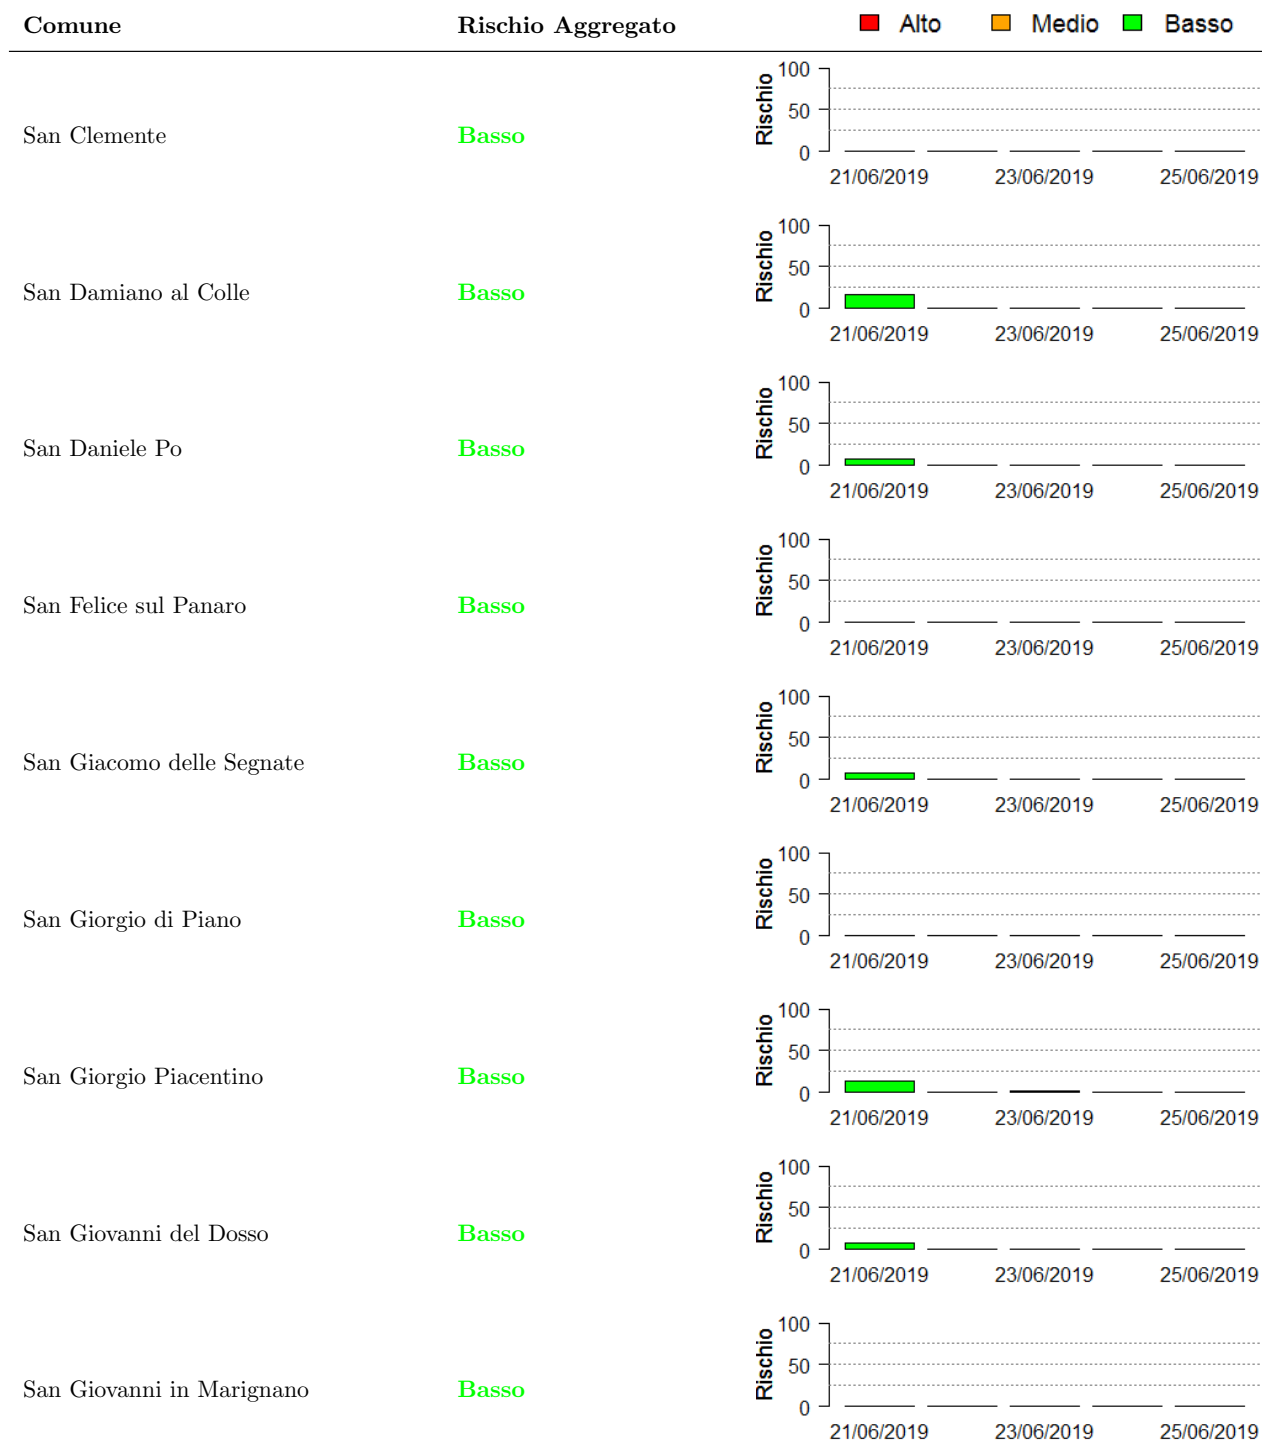 Comune Rischio Aggregato Alto Medio Basso
San Clemente Basso
Rischio
100
50
0
21/06/2019 23/06/2019 25/06/2019
San Damiano al Colle Basso
Rischio
100
50
0
21/06/2019 23/06/2019 25/06/2019
San Daniele Po Basso
Rischio
100
50
0
21/06/2019 23/06/2019 25/06/2019
San Felice sul Panaro Basso
Rischio
100
50
0
21/06/2019 23/06/2019 25/06/2019
San Giacomo delle Segnate Basso
Rischio
100
50
0
21/06/2019 23/06/2019 25/06/2019
San Giorgio di Piano Basso
Rischio
100
50
0
21/06/2019 23/06/2019 25/06/2019
San Giorgio Piacentino Basso
Rischio
100
50
0
21/06/2019 23/06/2019 25/06/2019
San Giovanni del Dosso Basso
Rischio
100
50
0
21/06/2019 23/06/2019 25/06/2019
San Giovanni in Marignano Basso
Rischio
100
50
0
21/06/2019 23/06/2019 25/06/2019